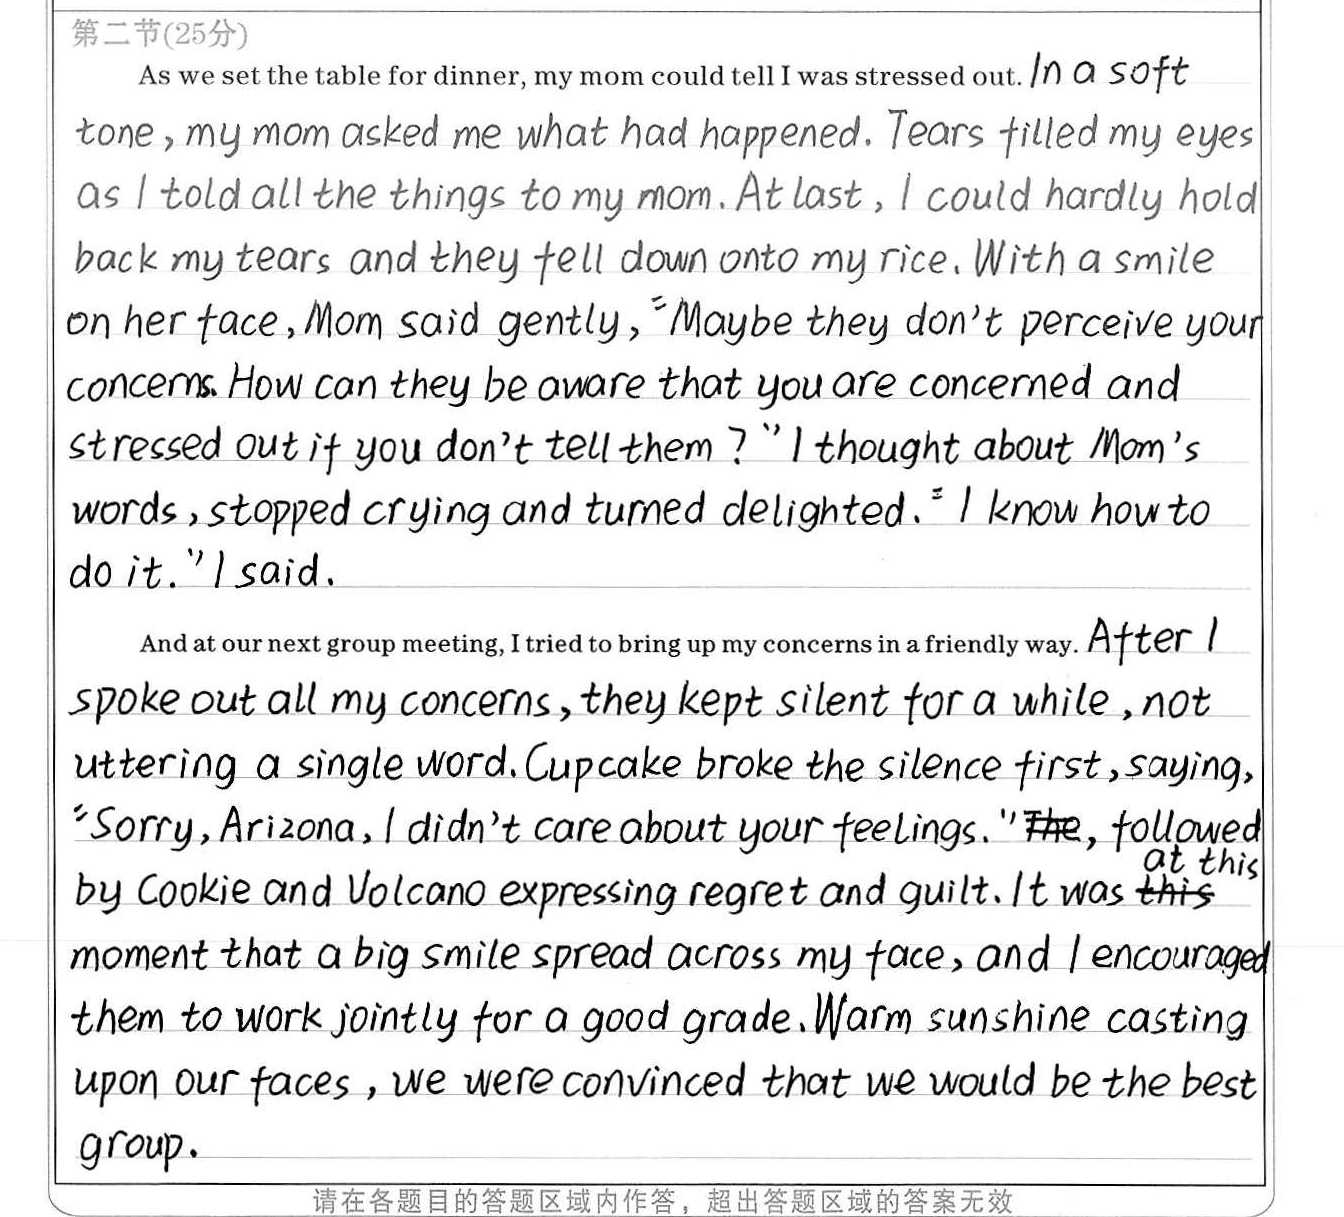 第二节(25分)
As we set the table for dinner, my mom could tell I was stressed out. In a soft
tone, my mom asked me what had happened. Tears filled my eyes
as I told all the things to my mom. At last, I could hardly hold
back my tears and they fell down onto my rice. With a smile
on her face, Mom said gently, "Maybe they don't perceive your
concerns. How can they be aware that you are concerned and
stressed out if you don't tell them?" I thought about Mom's
words, stopped crying and turned delighted. "I know how to
do it." I said.
And at our next group meeting, I tried to bring up my concerns in a friendly way. After I
spoke out all my concerns, they kept silent for a while, not
uttering a single word. Cupcake broke the silence first, saying,
"Sorry, Arizona, I didn't care about your feelings." The, followed
by Cookie and Volcano expressing regret and guilt. It was this at this
moment that a big smile spread across my face, and I encouraged
them to work jointly for a good grade. Warm sunshine casting
upon our faces, we were convinced that we would be the best
group.
请在各题目的答题区域内作答，超出答题区域的答案无效